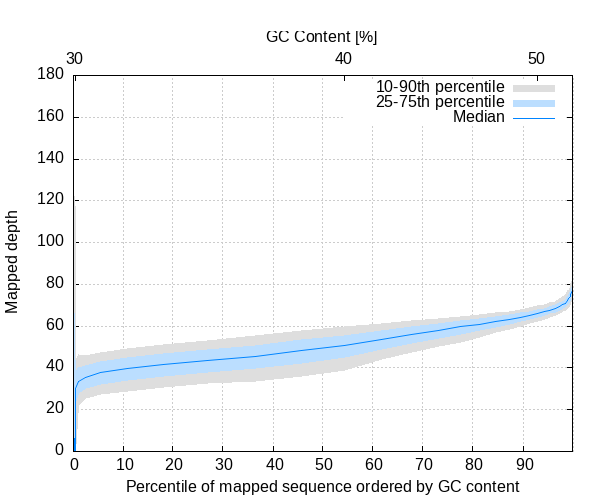 GC Content [%]
30 40 50
180
160
140
120
100
80
60
40
20
0
Mapped depth
10-90th percentile
25-75th percentile
Median
0 10 20 30 40 50 60 70 80 90
Percentile of mapped sequence ordered by GC content